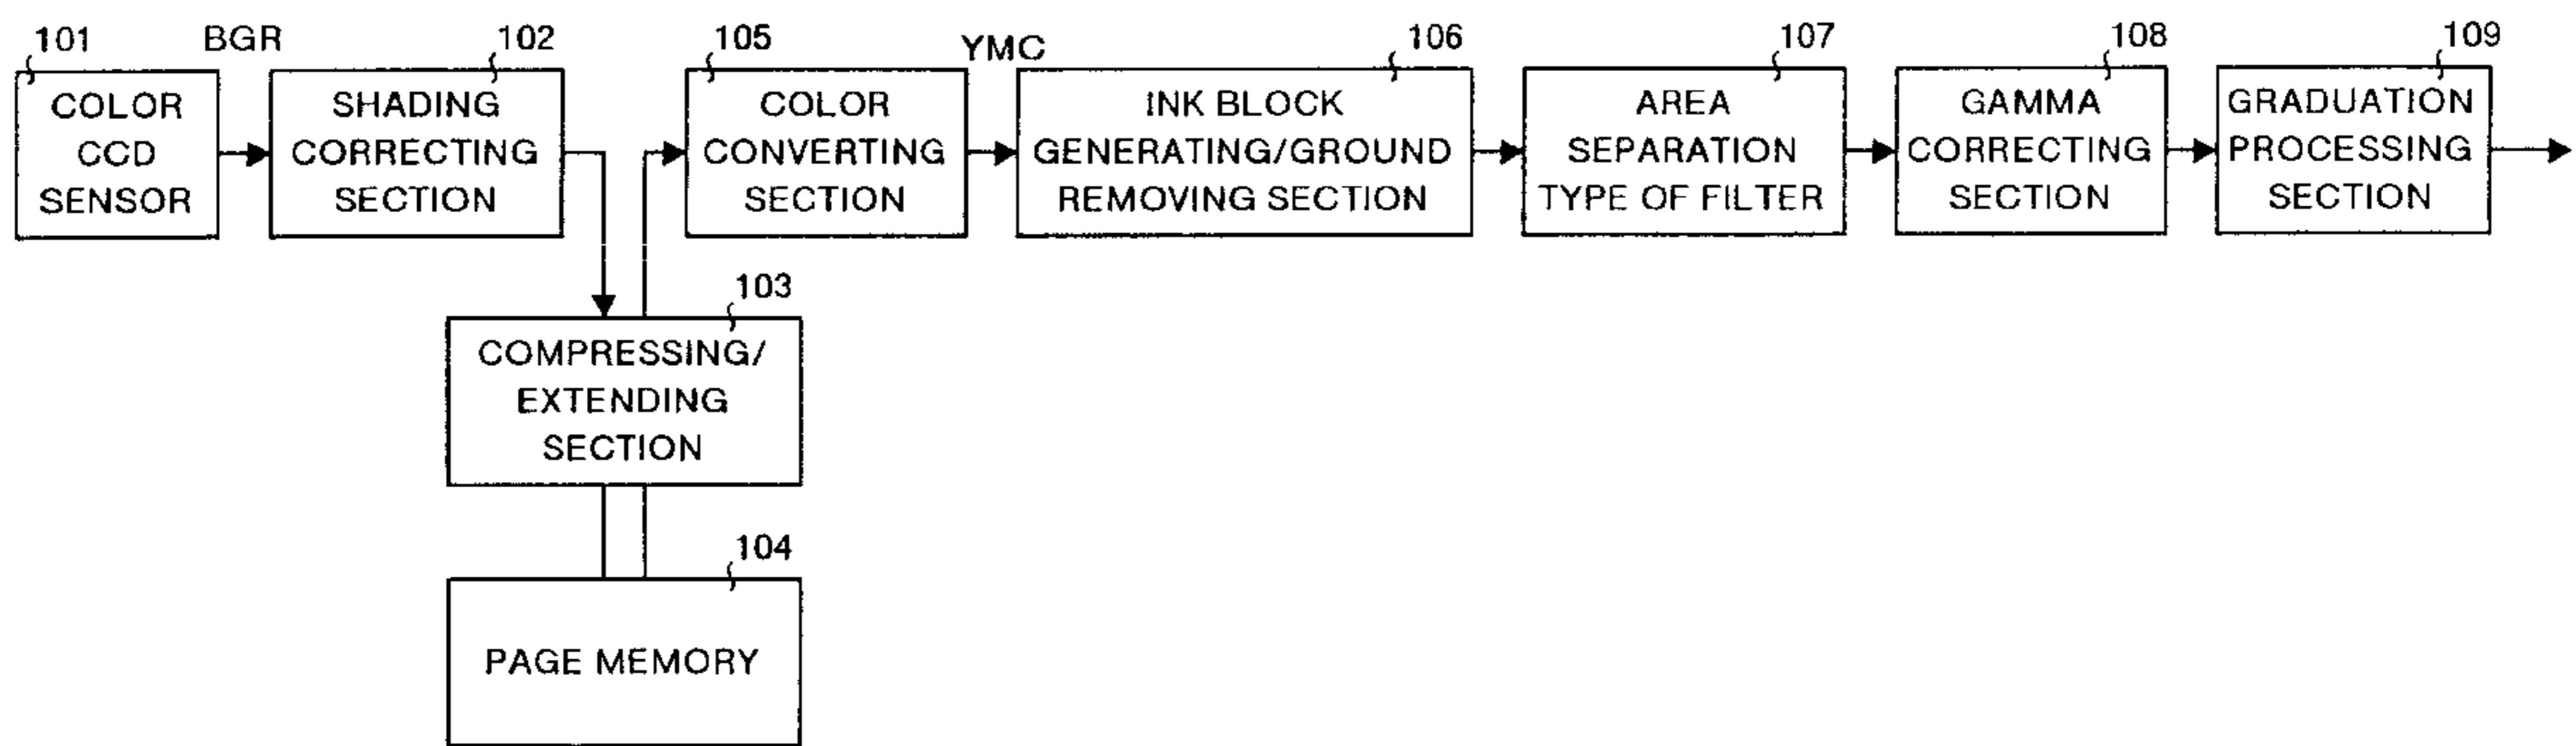 101
BGR
102
COLOR
CCD
SENSOR
SHADING
CORRECTING
SECTION
105
YMC
COLOR
CONVERTING
SECTION
106
INK BLOCK
GENERATING/GROUND
REMOVING SECTION
107
AREA
SEPARATION
TYPE OF FILTER
108
GAMMA
CORRECTING
SECTION
109
GRADUATION
PROCESSING
SECTION
103
COMPRESSING/
EXTENDING
SECTION
104
PAGE MEMORY